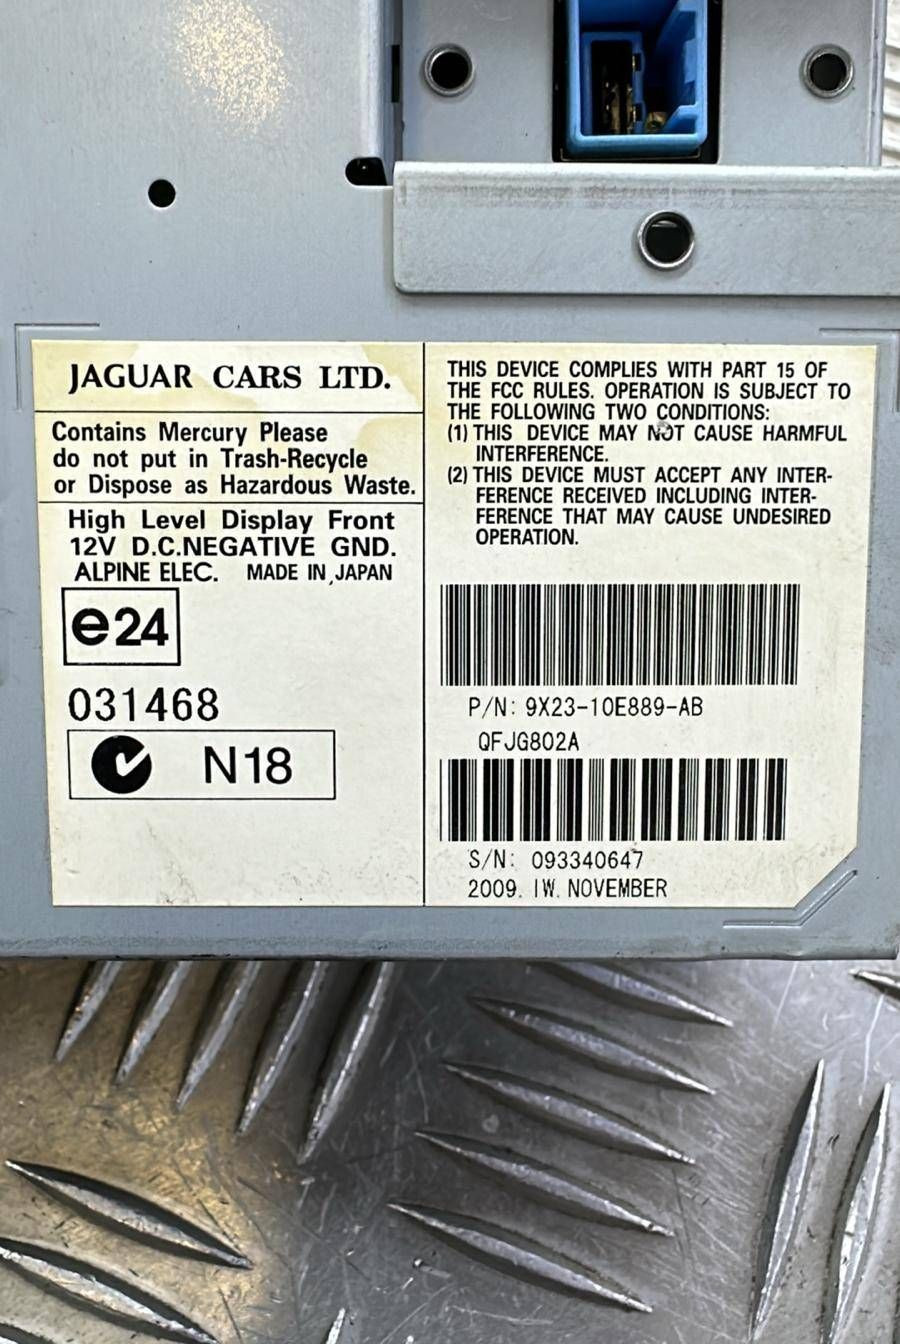 JAGUAR CARS LTD.
Contains Mercury Please
do not put in Trash-Recycle
or Dispose as Hazardous Waste.
High Level Display Front
12V D.C.NEGATIVE GND.
ALPINE ELEC. MADE IN JAPAN
e24
031468
N18
THIS DEVICE COMPLIES WITH PART 15 OF
THE FCC RULES. OPERATION IS SUBJECT TO
THE FOLLOWING TWO CONDITIONS:
(1) THIS DEVICE MAY NOT CAUSE HARMFUL
INTERFERENCE.
(2) THIS DEVICE MUST ACCEPT ANY INTER-
FERENCE RECEIVED INCLUDING INTER-
FERENCE THAT MAY CAUSE UNDESIRED
OPERATION.
P/N: 9X23-10E889-AB
QFJG802A
S/N: 093340647
2009. IW. NOVEMBER